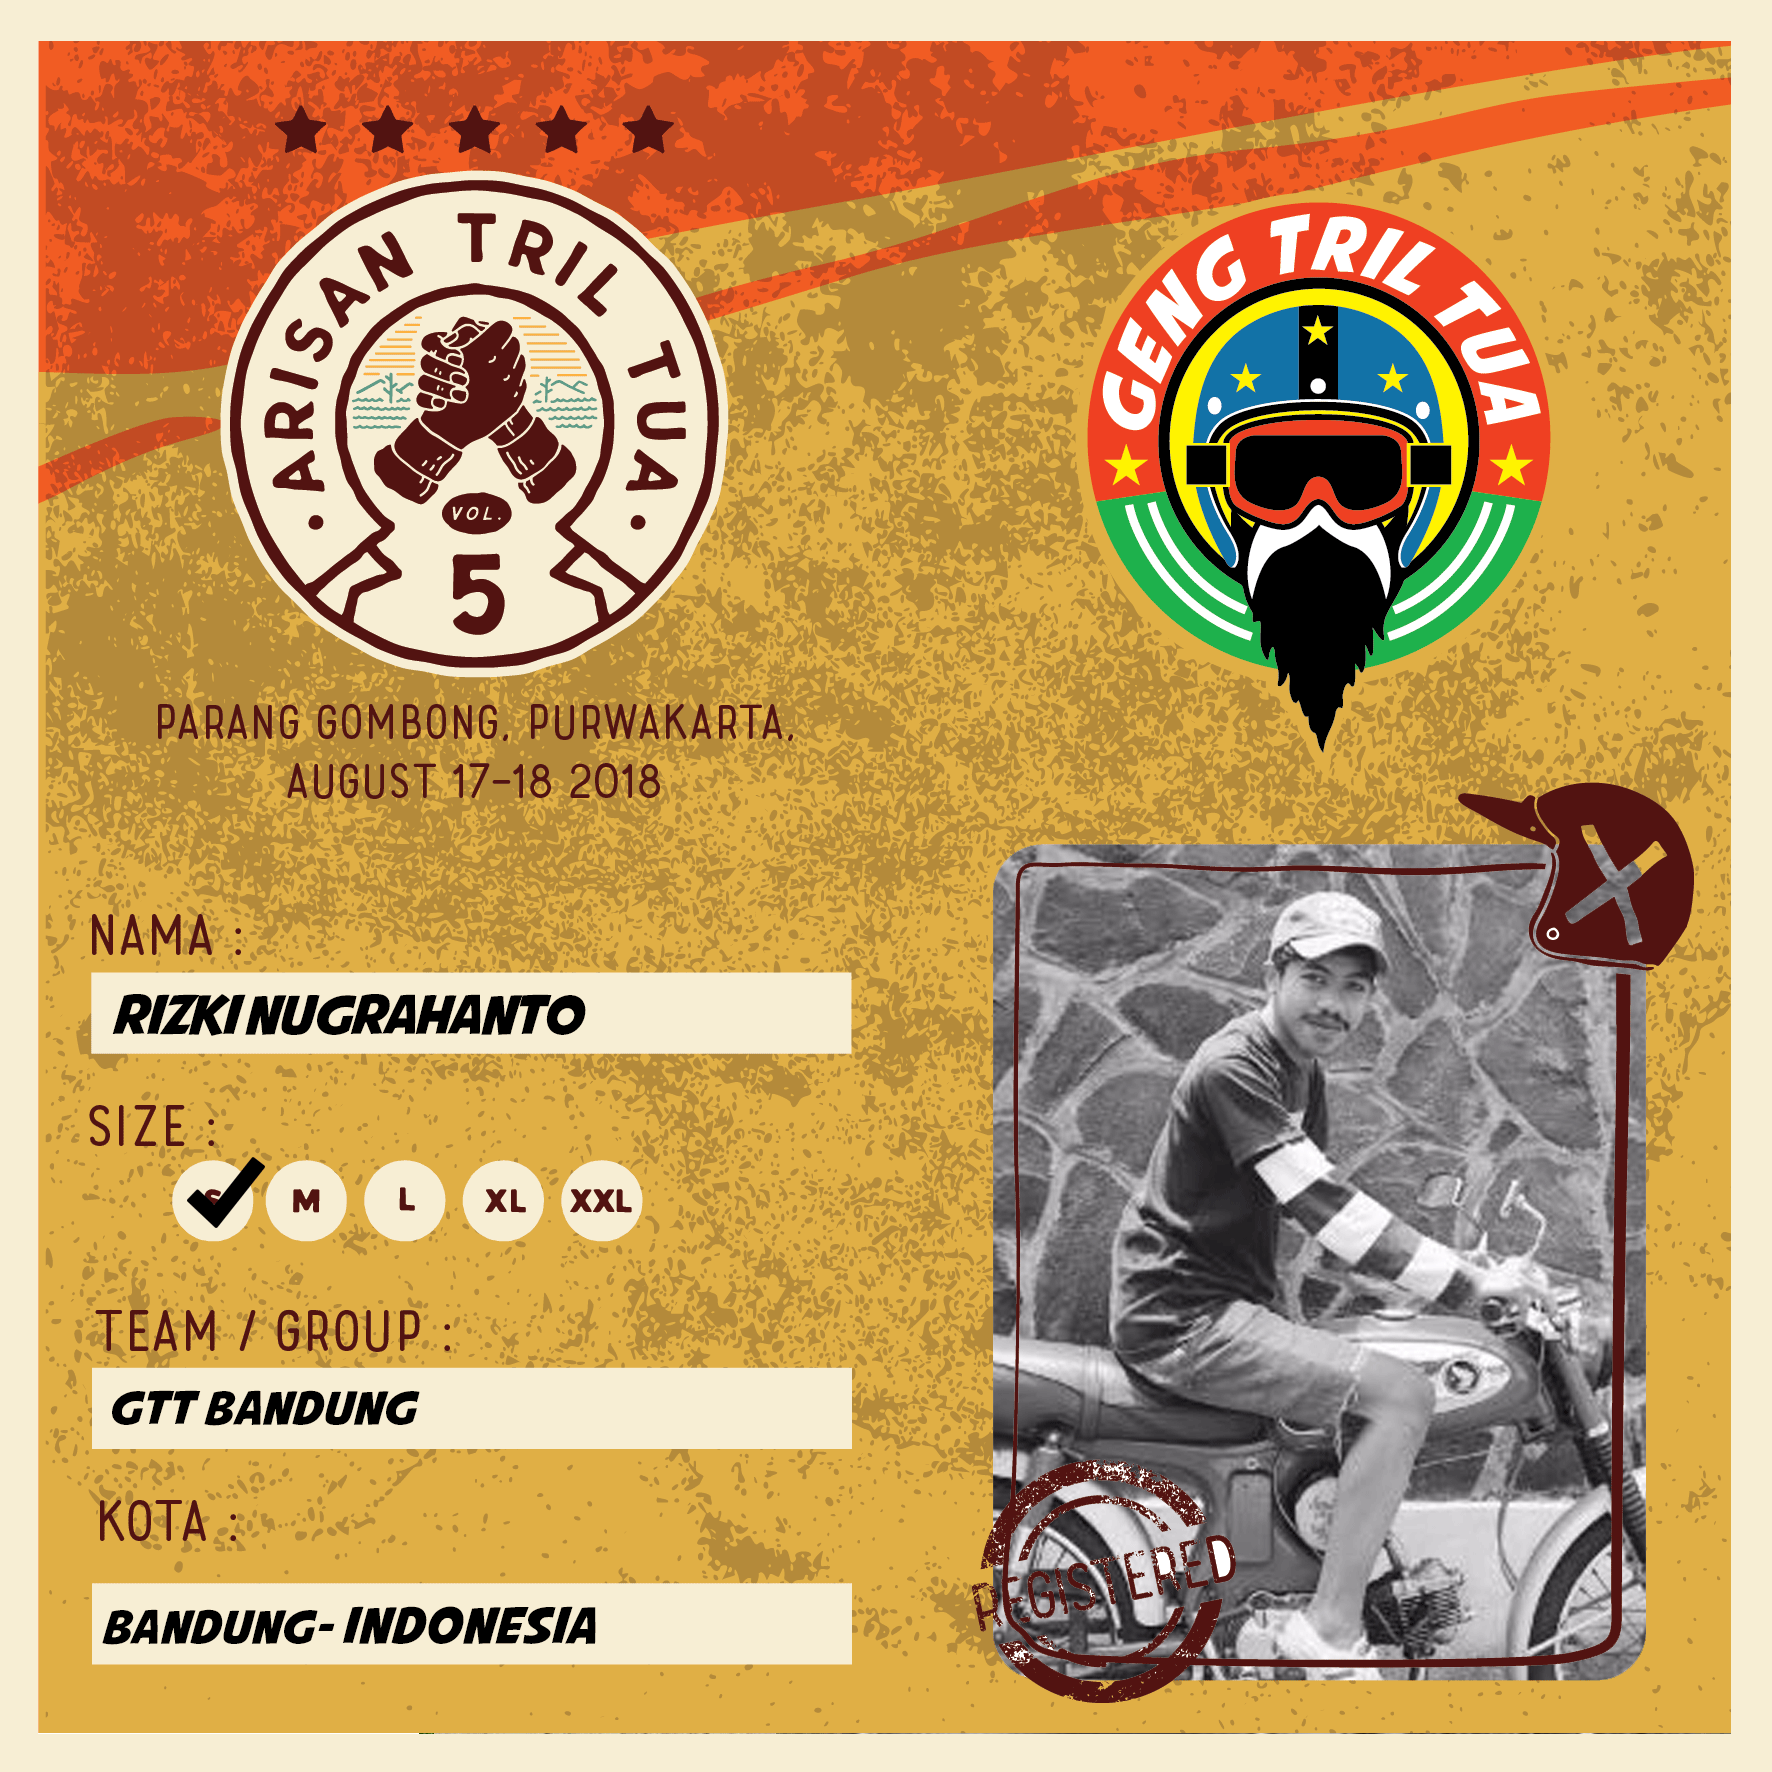 ARISAN TRIL TUA
VOL.
5
GENG TRIL TUA
PARANG GOMBONG, PURWAKARTA,
AUGUST 17-18 2018
NAMA :
RIZKI NUGRAHANTO
SIZE :
S M L XL XXL
TEAM / GROUP :
GTT BANDUNG
KOTA :
BANDUNG- INDONESIA
REGISTERED